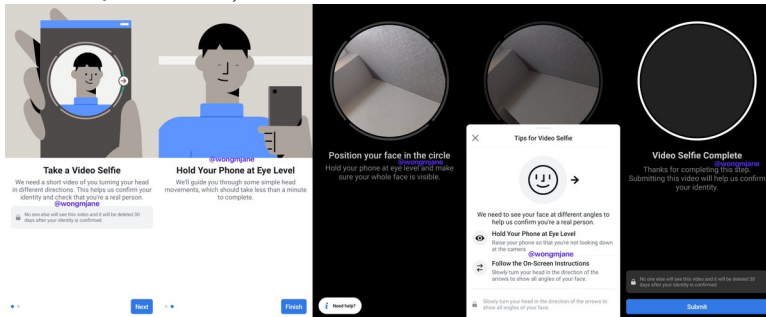 Take a Video Selfie
We need a short video of you turning your head
in different directions. This helps us confirm your
identity and check that you're a real person.
@wongmjane
No one else will see this video and it will be deleted 30
days after your identity is confirmed.
Next
@wongmjane
Hold Your Phone at Eye Level
We'll guide you through some simple head
movements, which should take less than a minute
to complete.
Finish
Position your face in the circle
@wongmjane
Hold your phone at eye level and make
sure your whole face is visible.
Need help?
Tips for Video Selfie
We need to see your face at different angles to
help us confirm you're a real person.
Hold Your Phone at Eye Level
Raise your phone so that you're not looking down
at the camera
@wongmjane
Follow the On-Screen Instructions
Slowly turn your head in the direction of the
arrows to show all angles of your face.
Slowly turn your head in the direction of the arrows to
show all angles of your face.
Video Selfie Complete
@wongmjane
Thanks for completing this step.
Submitting this video will help us confirm
your identity.
No one else will see this video and it will be deleted 30
days after your identity is confirmed
Submit